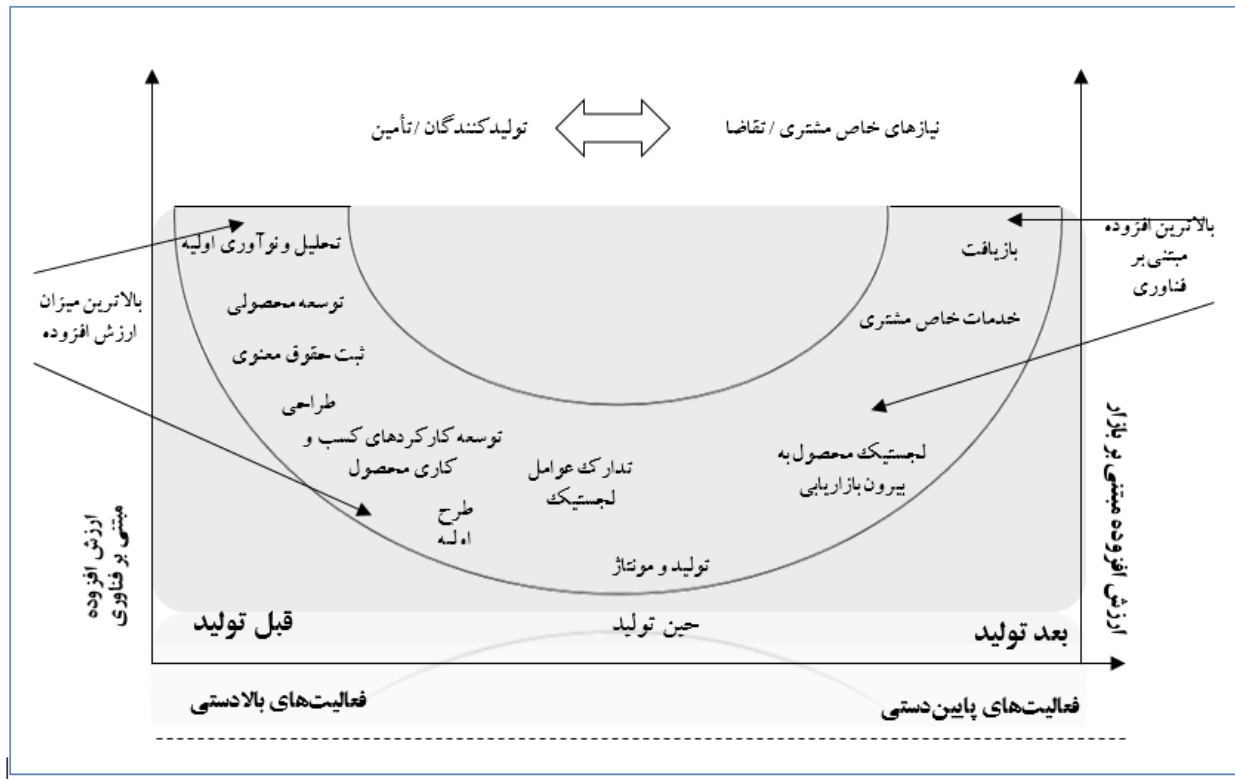 نیازهای خاص مشتری / تقاضا
تولیدکنندگان / تأمین
بالاترین افزوده
مبتنی بر
فناوری
بازیافت
خدمات خاص مشتری
لجستیک محصول به
بیرون بازاریابی
تحلیل و نوآوری اولیه
توسعه محصولی
ثبت حقوق معنوی
طراحی
توسعه کارکردهای کسب و
کاری محصول
طرح
اولیه
تدارک عوامل
لجستیک
تولید و مونتاژ
بالاترین میزان
ارزش افزوده
ارزش افزوده مبتنی بر بازار
ارزش افزوده
مبتنی بر فناوری
بعد تولید
حین تولید
قبل تولید
فعالیت‌های پایین‌دستی
فعالیت‌های بالادستی